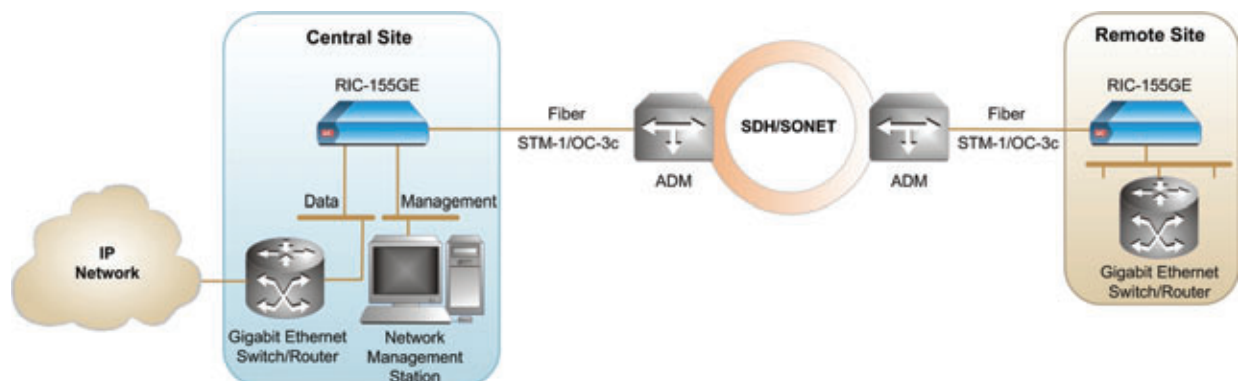 Central Site
RIC-155GE
Data
Management
IP
Network
Gigabit Ethernet
Switch/Router
Network
Management
Station
Fiber
STM-1/OC-3c
ADM
SDH/SONET
ADM
Fiber
STM-1/OC-3c
Remote Site
RIC-155GE
Gigabit Ethernet
Switch/Router